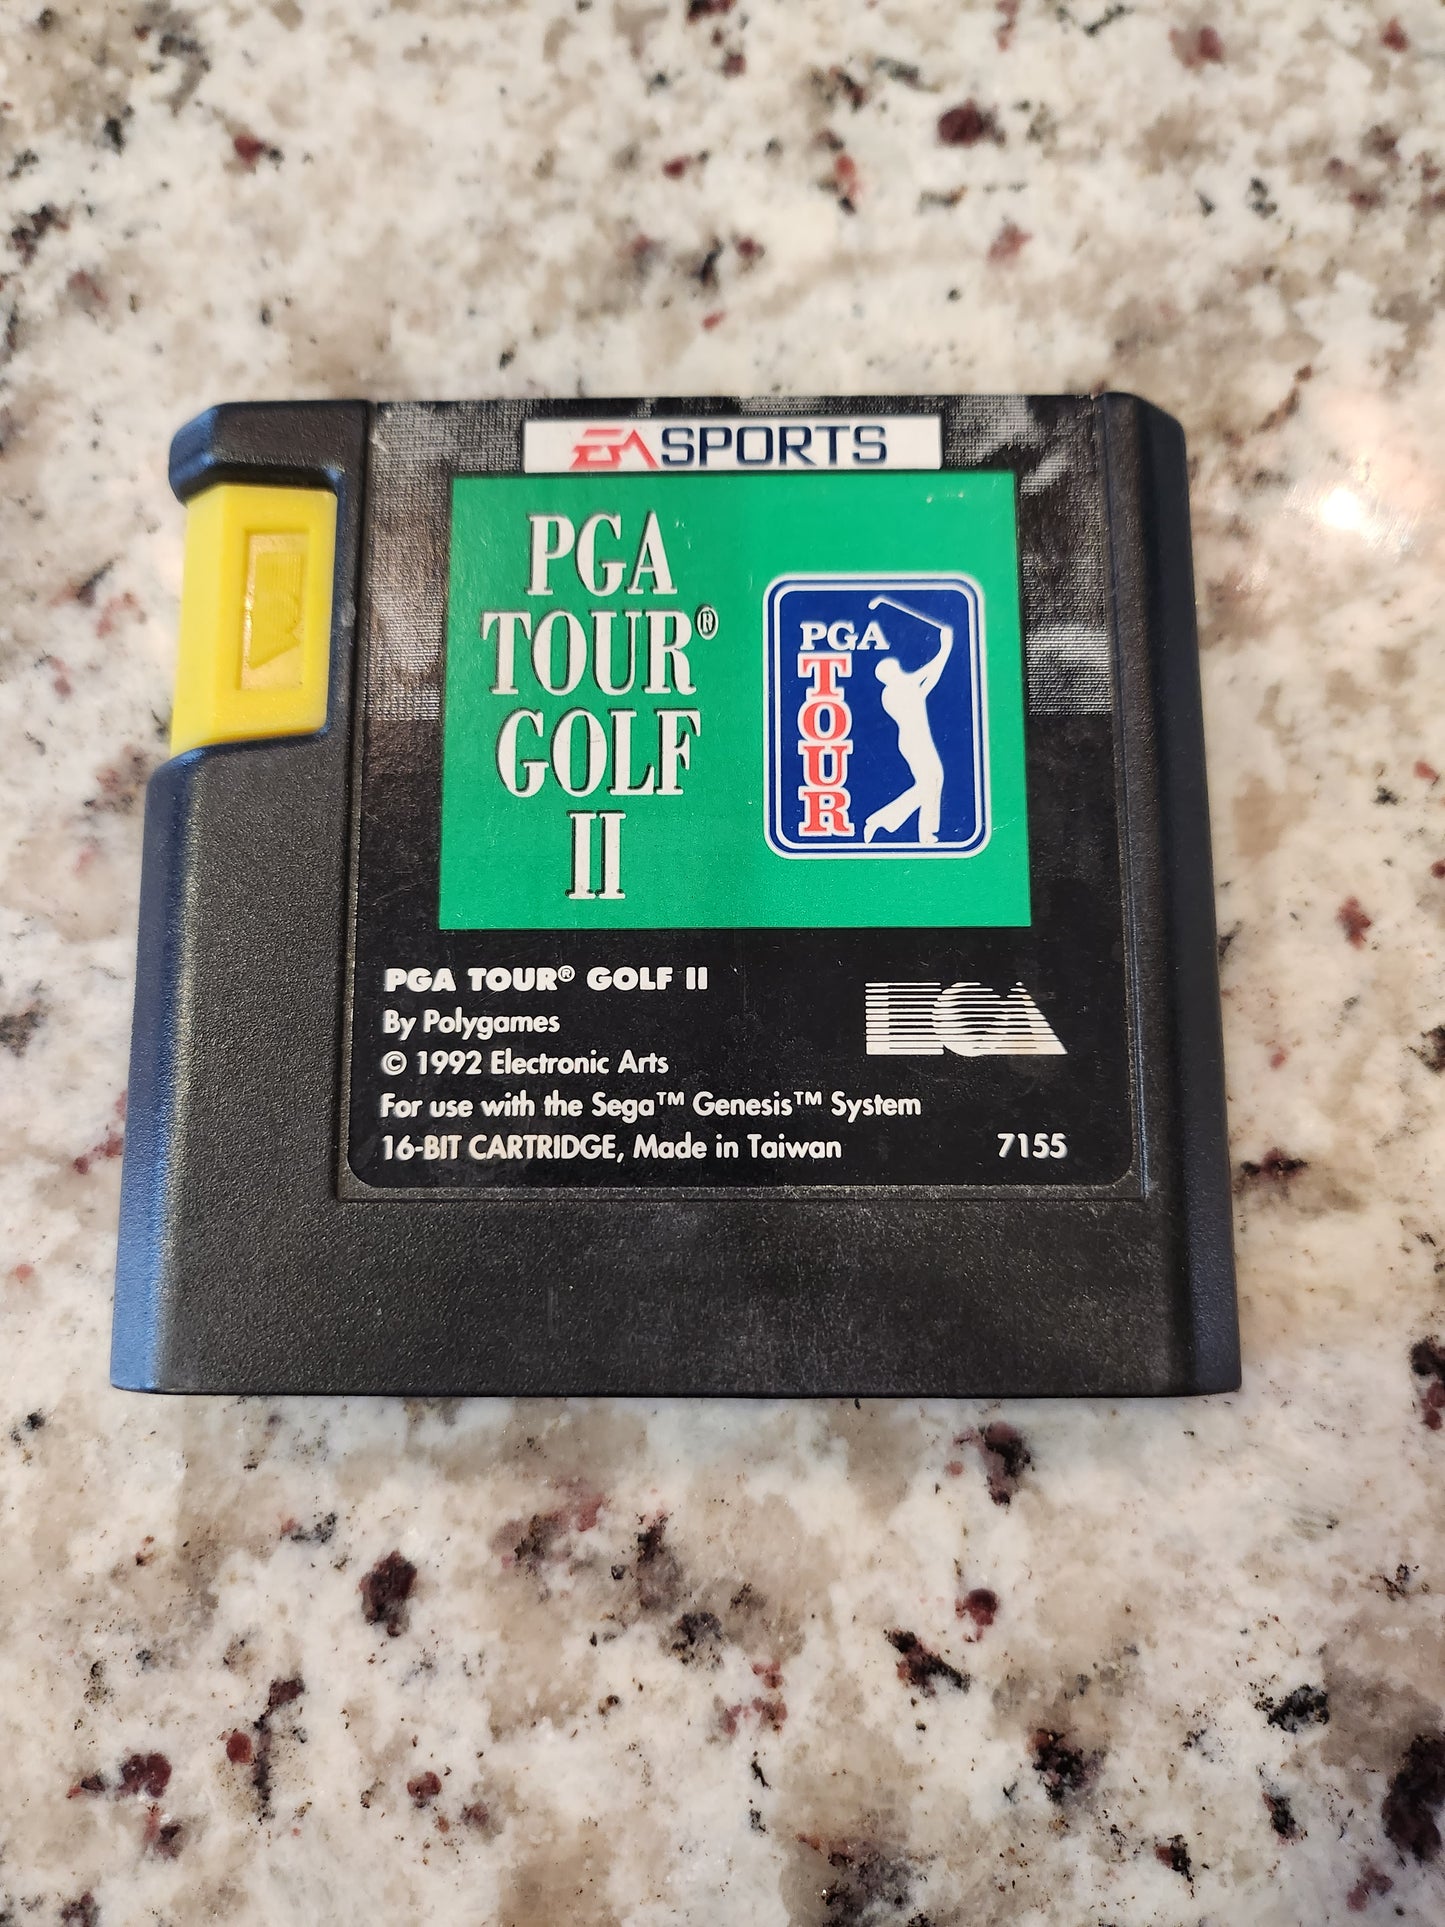 EA SPORTS
PGA
TOUR®
GOLF
II
PGA
TOUR
PGA TOUR® GOLF II
By Polygames
© 1992 Electronic Arts
For use with the Sega™ Genesis™ System
16-BIT CARTRIDGE, Made in Taiwan
7155